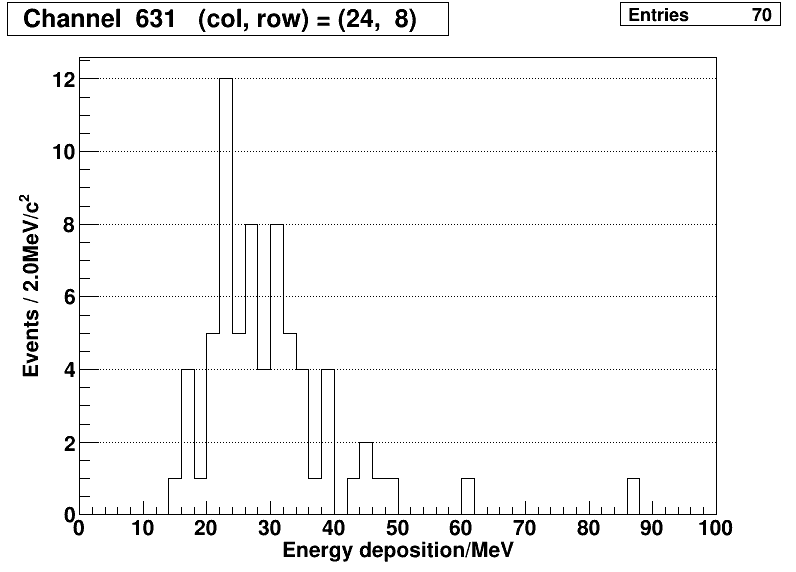 Channel 631 (col, row) = (24, 8)
Entries 70
Events / 2.0MeV/c²
12
10
8
6
4
2
0
0 10 20 30 40 50 60 70 80 90 100
Energy deposition/MeV